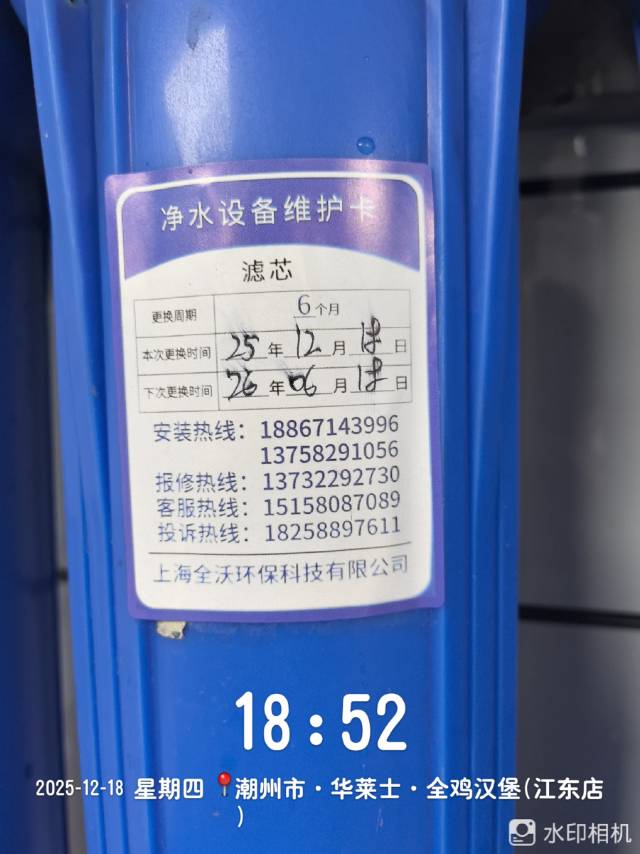 净水设备维护卡
滤芯
更换周期 6个月
本次更换时间 25年12月18日
下次更换时间 26年06月18日
安装热线：18867143996
13758291056
报修热线：13732292730
客服热线：15158087089
投诉热线：18258897611
上海全沃环保科技有限公司
18:52
2025-12-18 星期四 📍潮州市·华莱士·全鸡汉堡(江东店
)
水印相机